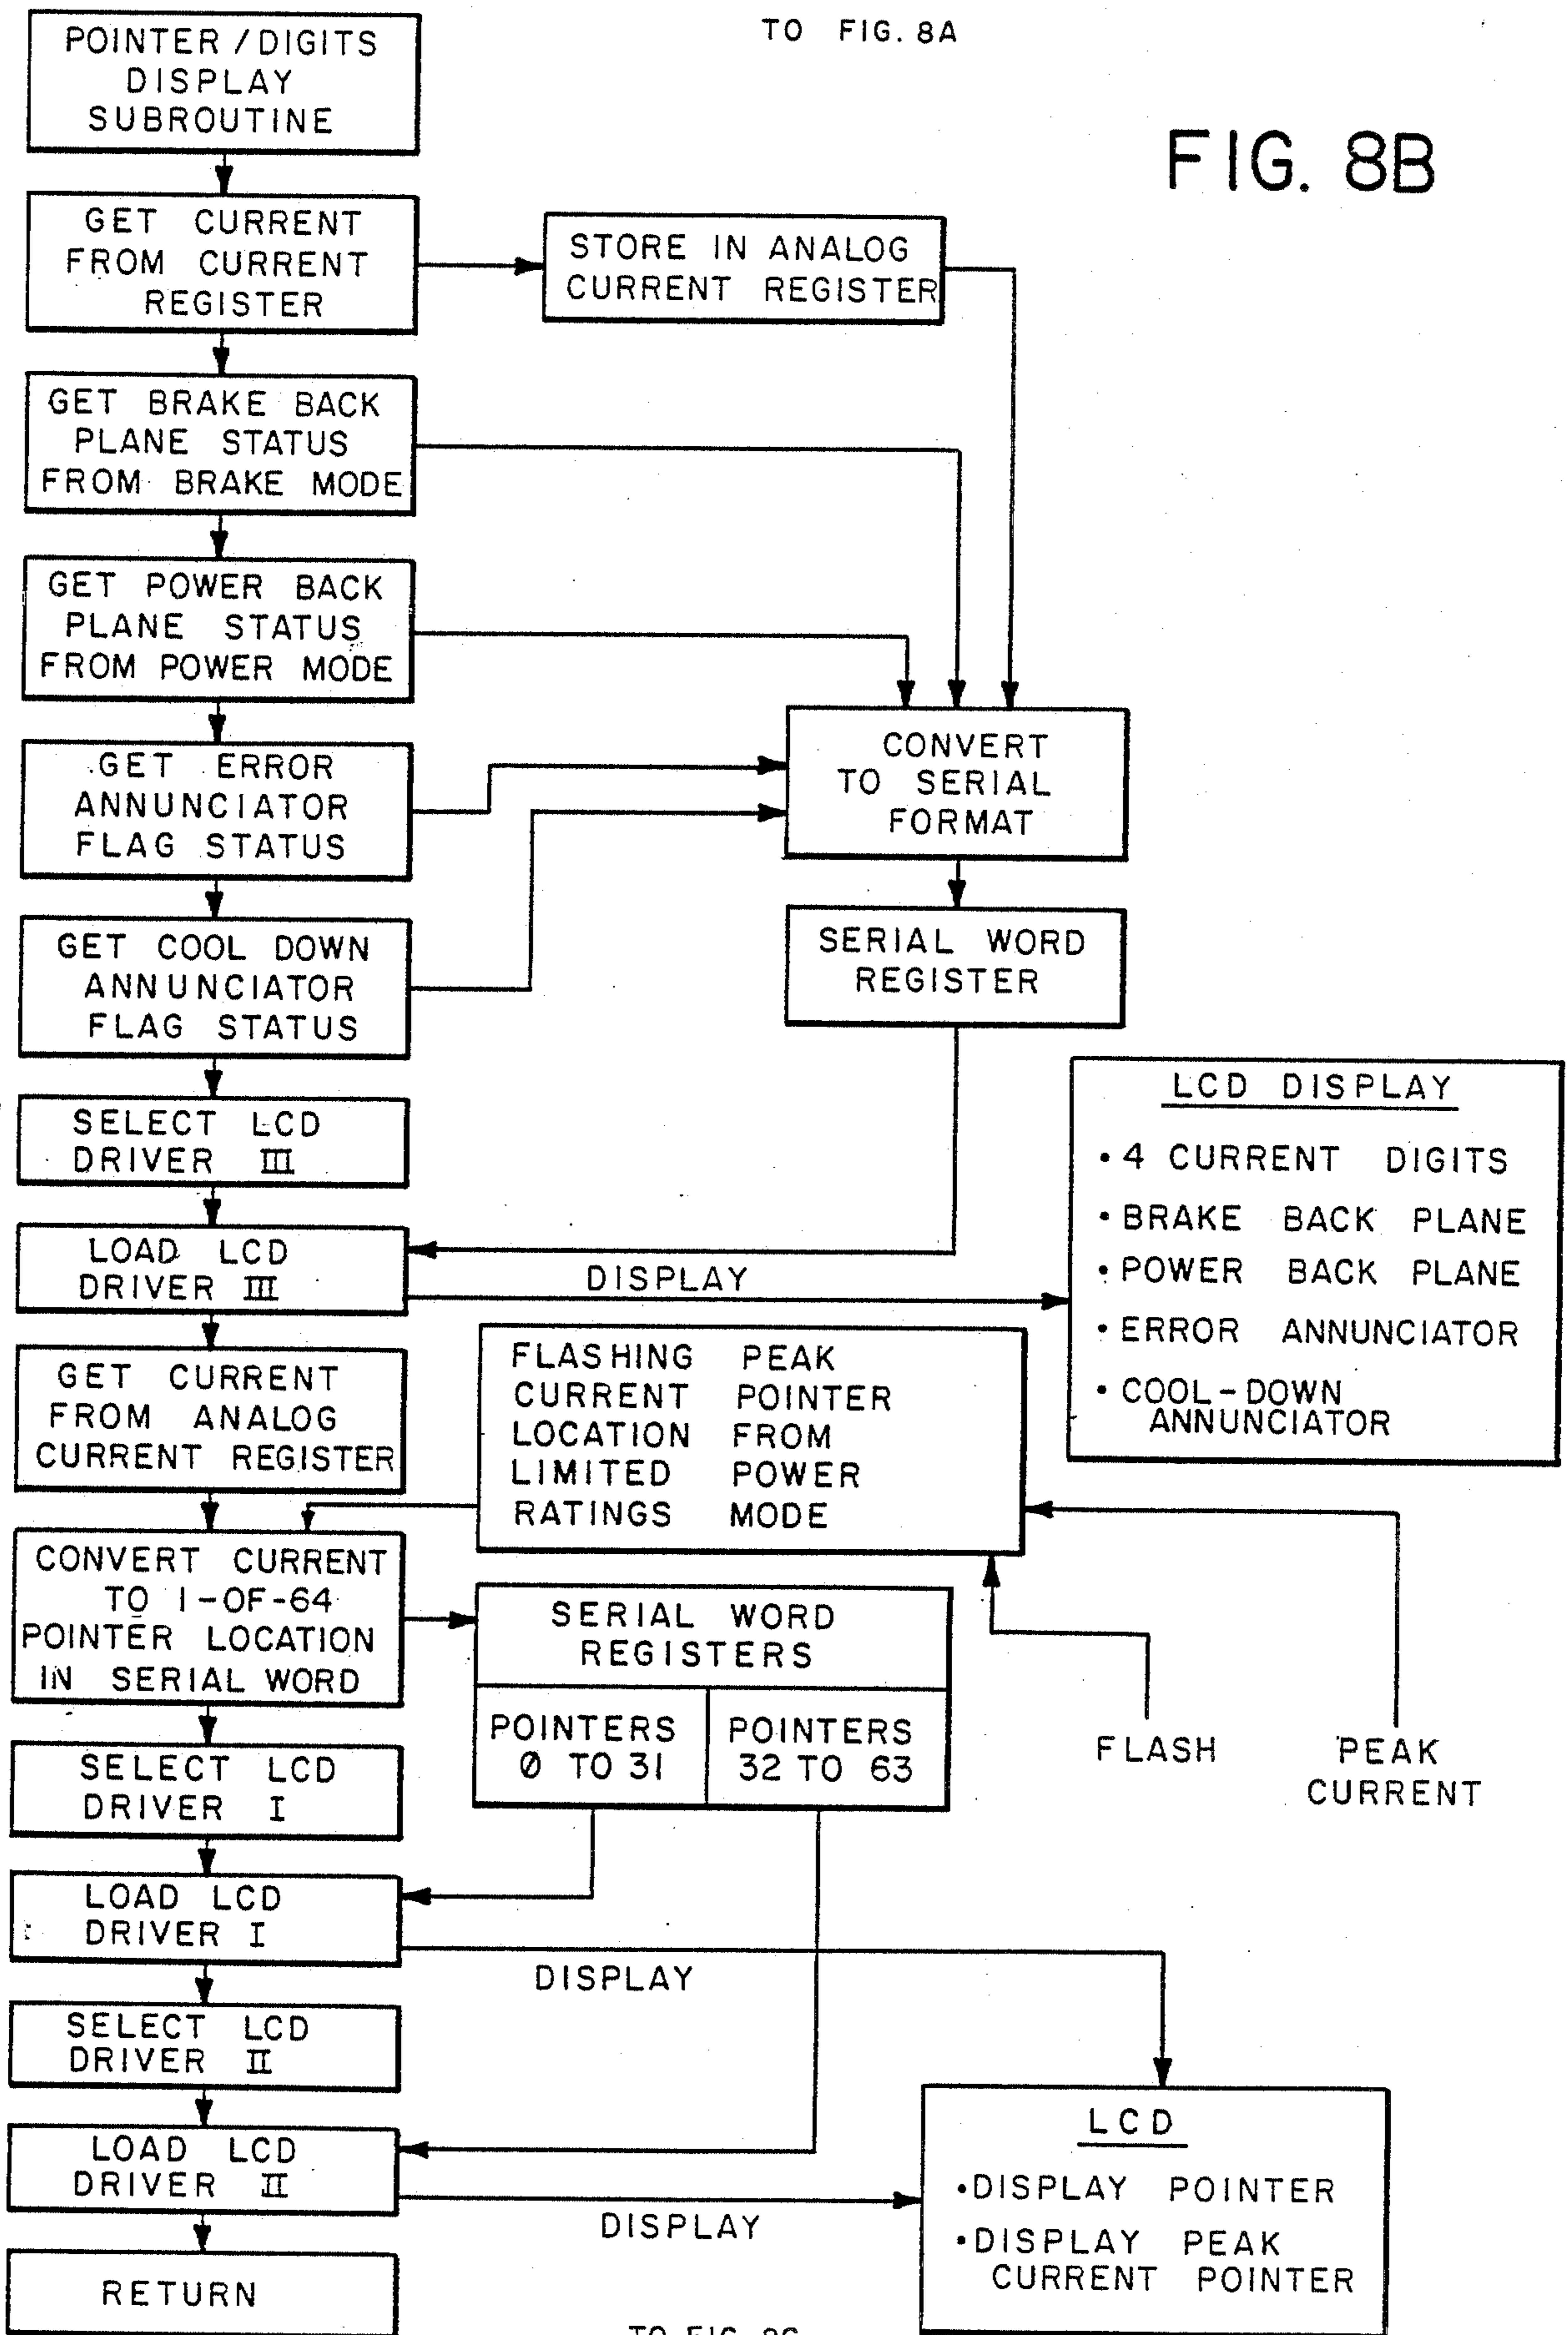 TO FIG. 8A
FIG. 8B
POINTER / DIGITS
DISPLAY
SUBROUTINE
GET CURRENT
FROM CURRENT
REGISTER
STORE IN ANALOG
CURRENT REGISTER
GET BRAKE BACK
PLANE STATUS
FROM BRAKE MODE
GET POWER BACK
PLANE STATUS
FROM POWER MODE
GET ERROR
ANNUNCIATOR
FLAG STATUS
CONVERT
TO SERIAL
FORMAT
GET COOL DOWN
ANNUNCIATOR
FLAG STATUS
SERIAL WORD
REGISTER
SELECT LCD
DRIVER III
LOAD LCD
DRIVER III
DISPLAY
LCD DISPLAY
• 4 CURRENT DIGITS
• BRAKE BACK PLANE
• POWER BACK PLANE
• ERROR ANNUNCIATOR
• COOL-DOWN
ANNUNCIATOR
GET CURRENT
FROM ANALOG
CURRENT REGISTER
FLASHING PEAK
CURRENT POINTER
LOCATION FROM
LIMITED POWER
RATINGS MODE
CONVERT CURRENT
TO 1-OF-64
POINTER LOCATION
IN SERIAL WORD
SERIAL WORD
REGISTERS
POINTERS
0 TO 31
POINTERS
32 TO 63
FLASH
PEAK
CURRENT
SELECT LCD
DRIVER I
LOAD LCD
DRIVER I
DISPLAY
SELECT LCD
DRIVER II
LOAD LCD
DRIVER II
DISPLAY
LCD
• DISPLAY POINTER
• DISPLAY PEAK
CURRENT POINTER
RETURN